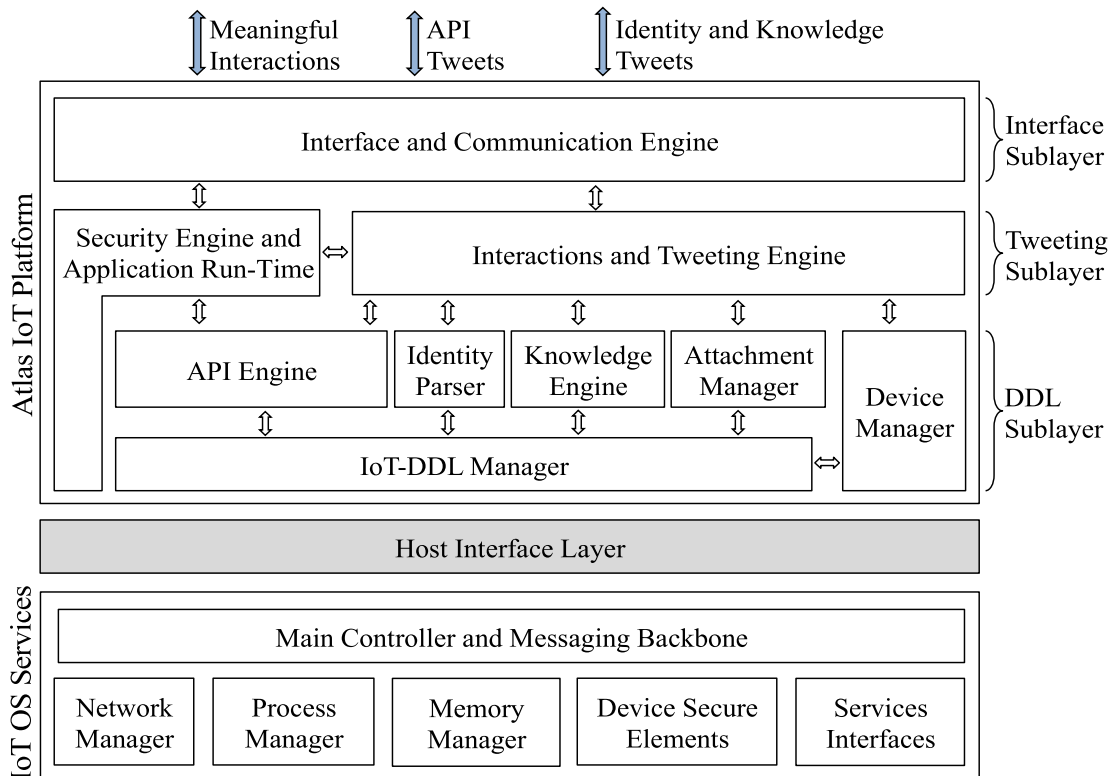 Meaningful
Interactions
API
Tweets
Identity and Knowledge
Tweets
Atlas IoT Platform
Interface and Communication Engine
Interface
Sublayer
Security Engine and
Application Run-Time
Interactions and Tweeting Engine
Tweeting
Sublayer
API Engine
Identity
Parser
Knowledge
Engine
Attachment
Manager
Device
Manager
DDL
Sublayer
IoT-DDL Manager
Host Interface Layer
IoT OS Services
Main Controller and Messaging Backbone
Network
Manager
Process
Manager
Memory
Manager
Device Secure
Elements
Services
Interfaces